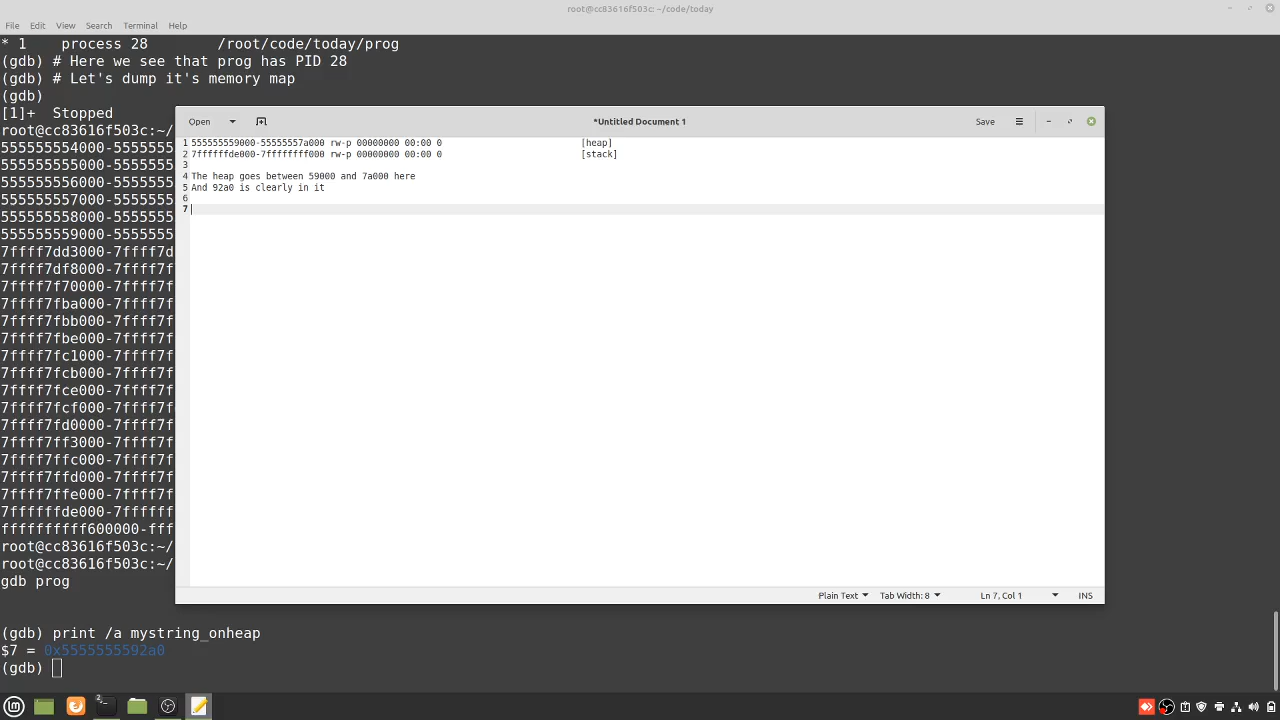 root@cc83616f503c: ~/code/today
File Edit View Search Terminal Help
* 1    process 28        /root/code/today/prog
(gdb) # Here we see that prog has PID 28
(gdb) # Let's dump it's memory map
(gdb)
[1]+  Stopped
root@cc83616f503c:~/
555555554000-5555555
555555555000-5555555
555555556000-5555555
555555557000-5555555
555555558000-5555555
555555559000-5555555
7ffff7dd3000-7ffff7d
7ffff7df8000-7ffff7f
7ffff7f70000-7ffff7f
7ffff7fba000-7ffff7f
7ffff7fbb000-7ffff7f
7ffff7fbe000-7ffff7f
7ffff7fc1000-7ffff7f
7ffff7fcb000-7ffff7f
7ffff7fce000-7ffff7f
7ffff7fcf000-7ffff7f
7ffff7fd0000-7ffff7f
7ffff7ff3000-7ffff7f
7ffff7ffc000-7ffff7f
7ffff7ffd000-7ffff7f
7ffff7ffe000-7ffff7f
7ffffffde000-7ffffff
ffffffffff600000-fff
root@cc83616f503c:~/
root@cc83616f503c:~/
gdb prog
(gdb) print /a mystring_onheap
$7 = 0x5555555592a0
(gdb)
Open *Untitled Document 1 Save
1 555555559000-55555557a000 rw-p 00000000 00:00 0 [heap]
2 7ffffffde000-7ffffffff000 rw-p 00000000 00:00 0 [stack]
3
4 The heap goes between 59000 and 7a000 here
5 And 92a0 is clearly in it
6
7
Plain Text Tab Width: 8 Ln 7, Col 1 INS
2